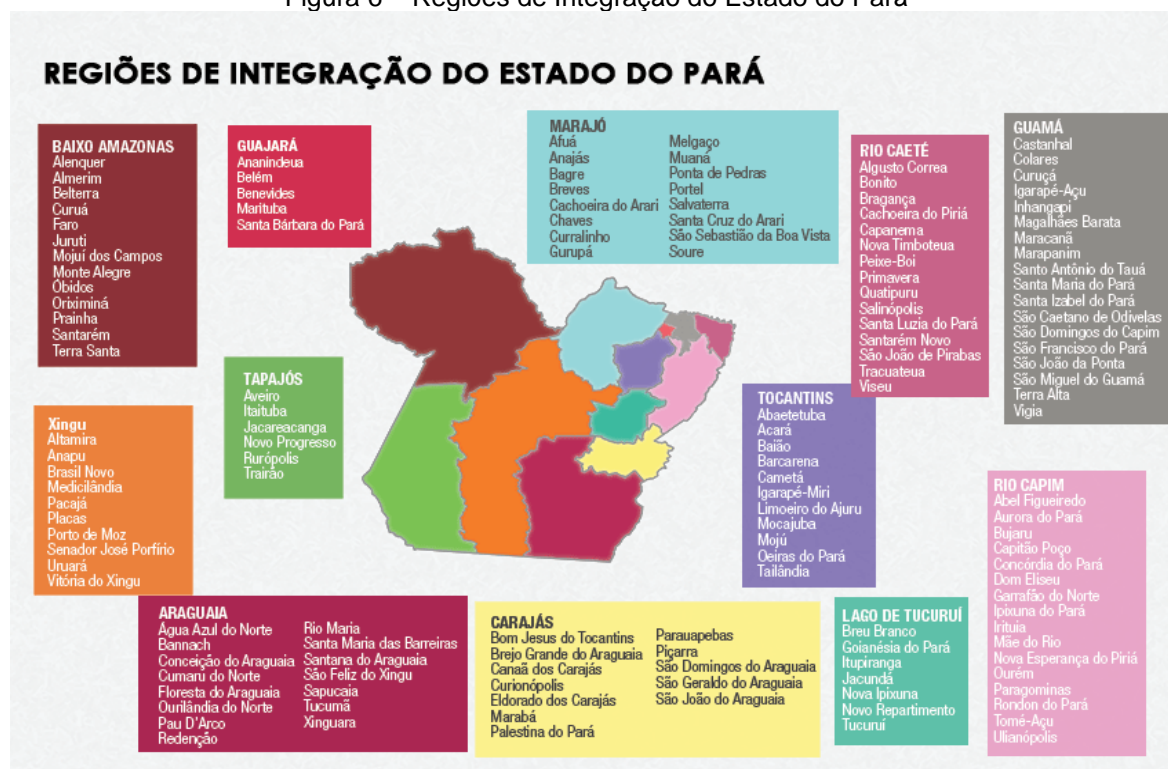 Figura 6 – Regiões de Integração do Estado do Pará
REGIÕES DE INTEGRAÇÃO DO ESTADO DO PARÁ
BAIXO AMAZONAS
Alenquer
Almerim
Belterra
Curuá
Faro
Juruti
Mojuí dos Campos
Monte Alegre
Óbidos
Oriximiná
Prainha
Santarém
Terra Santa
GUAJARÁ
Ananindeua
Belém
Benevides
Marituba
Santa Bárbara do Pará
MARAJÓ
Afuá
Anajás
Bagre
Breves
Cachoeira do Arari
Chaves
Curralinho
Gurupá
Melgaço
Muaná
Ponta de Pedras
Portel
Salvaterra
Santa Cruz do Arari
São Sebastião da Boa Vista
Soure
RIO CAETÉ
Algusto Correa
Bonito
Bragança
Cachoeira do Piriá
Capanema
Nova Timboteua
Peixe-Boi
Primavera
Quatipuru
Salinópolis
Santa Luzia do Pará
Santarém Novo
São João de Pirabas
Tracuateua
Viseu
GUAMÁ
Castanhal
Colares
Curuçá
Igarapé-Açu
Inhangapi
Magalhães Barata
Maracanã
Marapanim
Santo Antônio do Tauá
Santa Maria do Pará
Santa Izabel do Pará
São Caetano de Odivelas
São Domingos do Capim
São Francisco do Pará
São João da Ponta
São Miguel do Guamá
Terra Alta
Vigia
TAPAJÓS
Aveiro
Itaituba
Jacareacanga
Novo Progresso
Rurópolis
Trairão
Xingu
Altamira
Anapu
Brasil Novo
Medicilândia
Pacajá
Placas
Porto de Moz
Senador José Porfírio
Uruará
Vitória do Xingu
TOCANTINS
Abaetetuba
Acará
Baião
Barcarena
Cametá
Igarapé-Miri
Limoeiro do Ajuru
Mocajuba
Mojú
Oeiras do Pará
Tailândia
RIO CAPIM
Abel Figueiredo
Aurora do Pará
Bujaru
Capitão Poço
Concórdia do Pará
Dom Eliseu
Garrafão do Norte
Ipixuna do Pará
Irituia
Mãe do Rio
Nova Esperança do Piriá
Ourém
Paragominas
Rondon do Pará
Tomé-Açu
Ulianópolis
ARAGUAIA
Água Azul do Norte
Bannach
Conceição do Araguaia
Cumaru do Norte
Floresta do Araguaia
Ourilândia do Norte
Pau D'Arco
Redenção
Rio Maria
Santa Maria das Barreiras
Santana do Araguaia
São Feliz do Xingu
Sapucaia
Tucumã
Xinguara
CARAJÁS
Bom Jesus do Tocantins
Brejo Grande do Araguaia
Canaã dos Carajás
Curionópolis
Eldorado dos Carajás
Marabá
Palestina do Pará
Parauapebas
Piçarra
São Domingos do Araguaia
São Geraldo do Araguaia
São João do Araguaia
LAGO DE TUCURUÍ
Breu Branco
Goianésia do Pará
Itupiranga
Jacundá
Nova Ipixuna
Novo Repartimento
Tucuruí